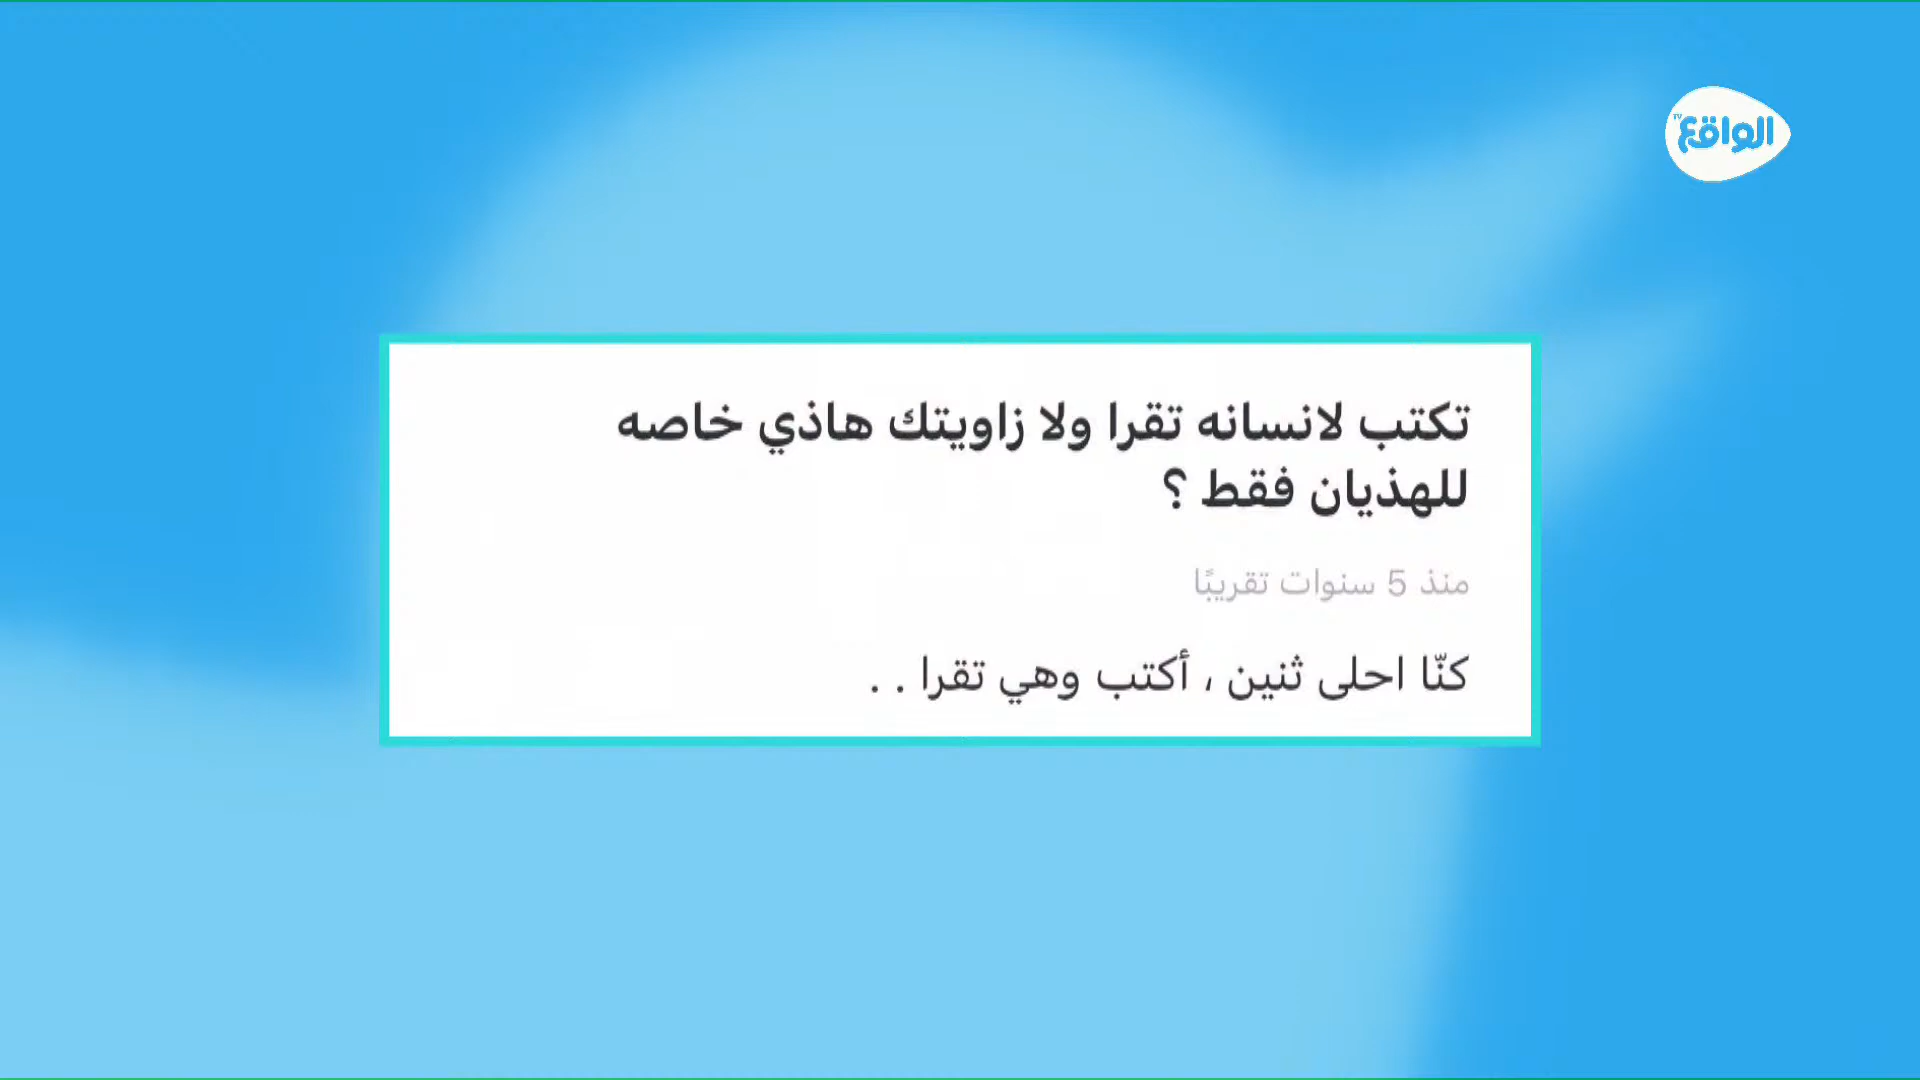 الواقع TV
تكتب لانسانه تقرا ولا زاويتك هاذي خاصه
للهذيان فقط ؟
منذ 5 سنوات تقريبًا
كنّا احلى ثنين ، أكتب وهي تقرا . .